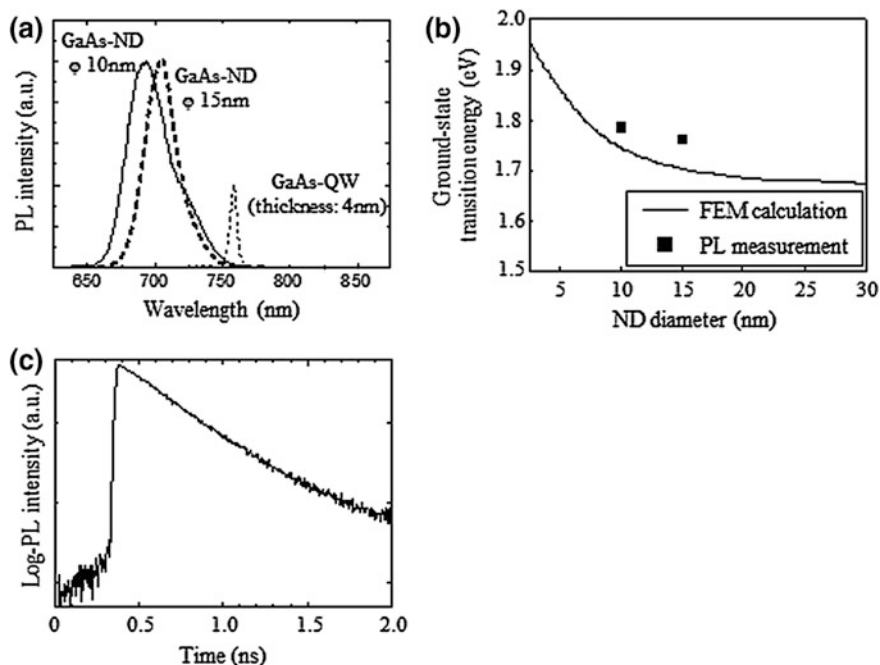 (a)
GaAs-ND
φ 10nm
GaAs-ND
φ 15nm
GaAs-QW
(thickness: 4nm)
PL intensity (a.u.)
650 700 750 800 850
Wavelength (nm)
(b)
Ground-state
transition energy (eV)
2.0
1.9
1.8
1.7
1.6
1.5
FEM calculation
PL measurement
5 10 15 20 25 30
ND diameter (nm)
(c)
Log-PL intensity (a.u.)
0 0.5 1.0 1.5 2.0
Time (ns)